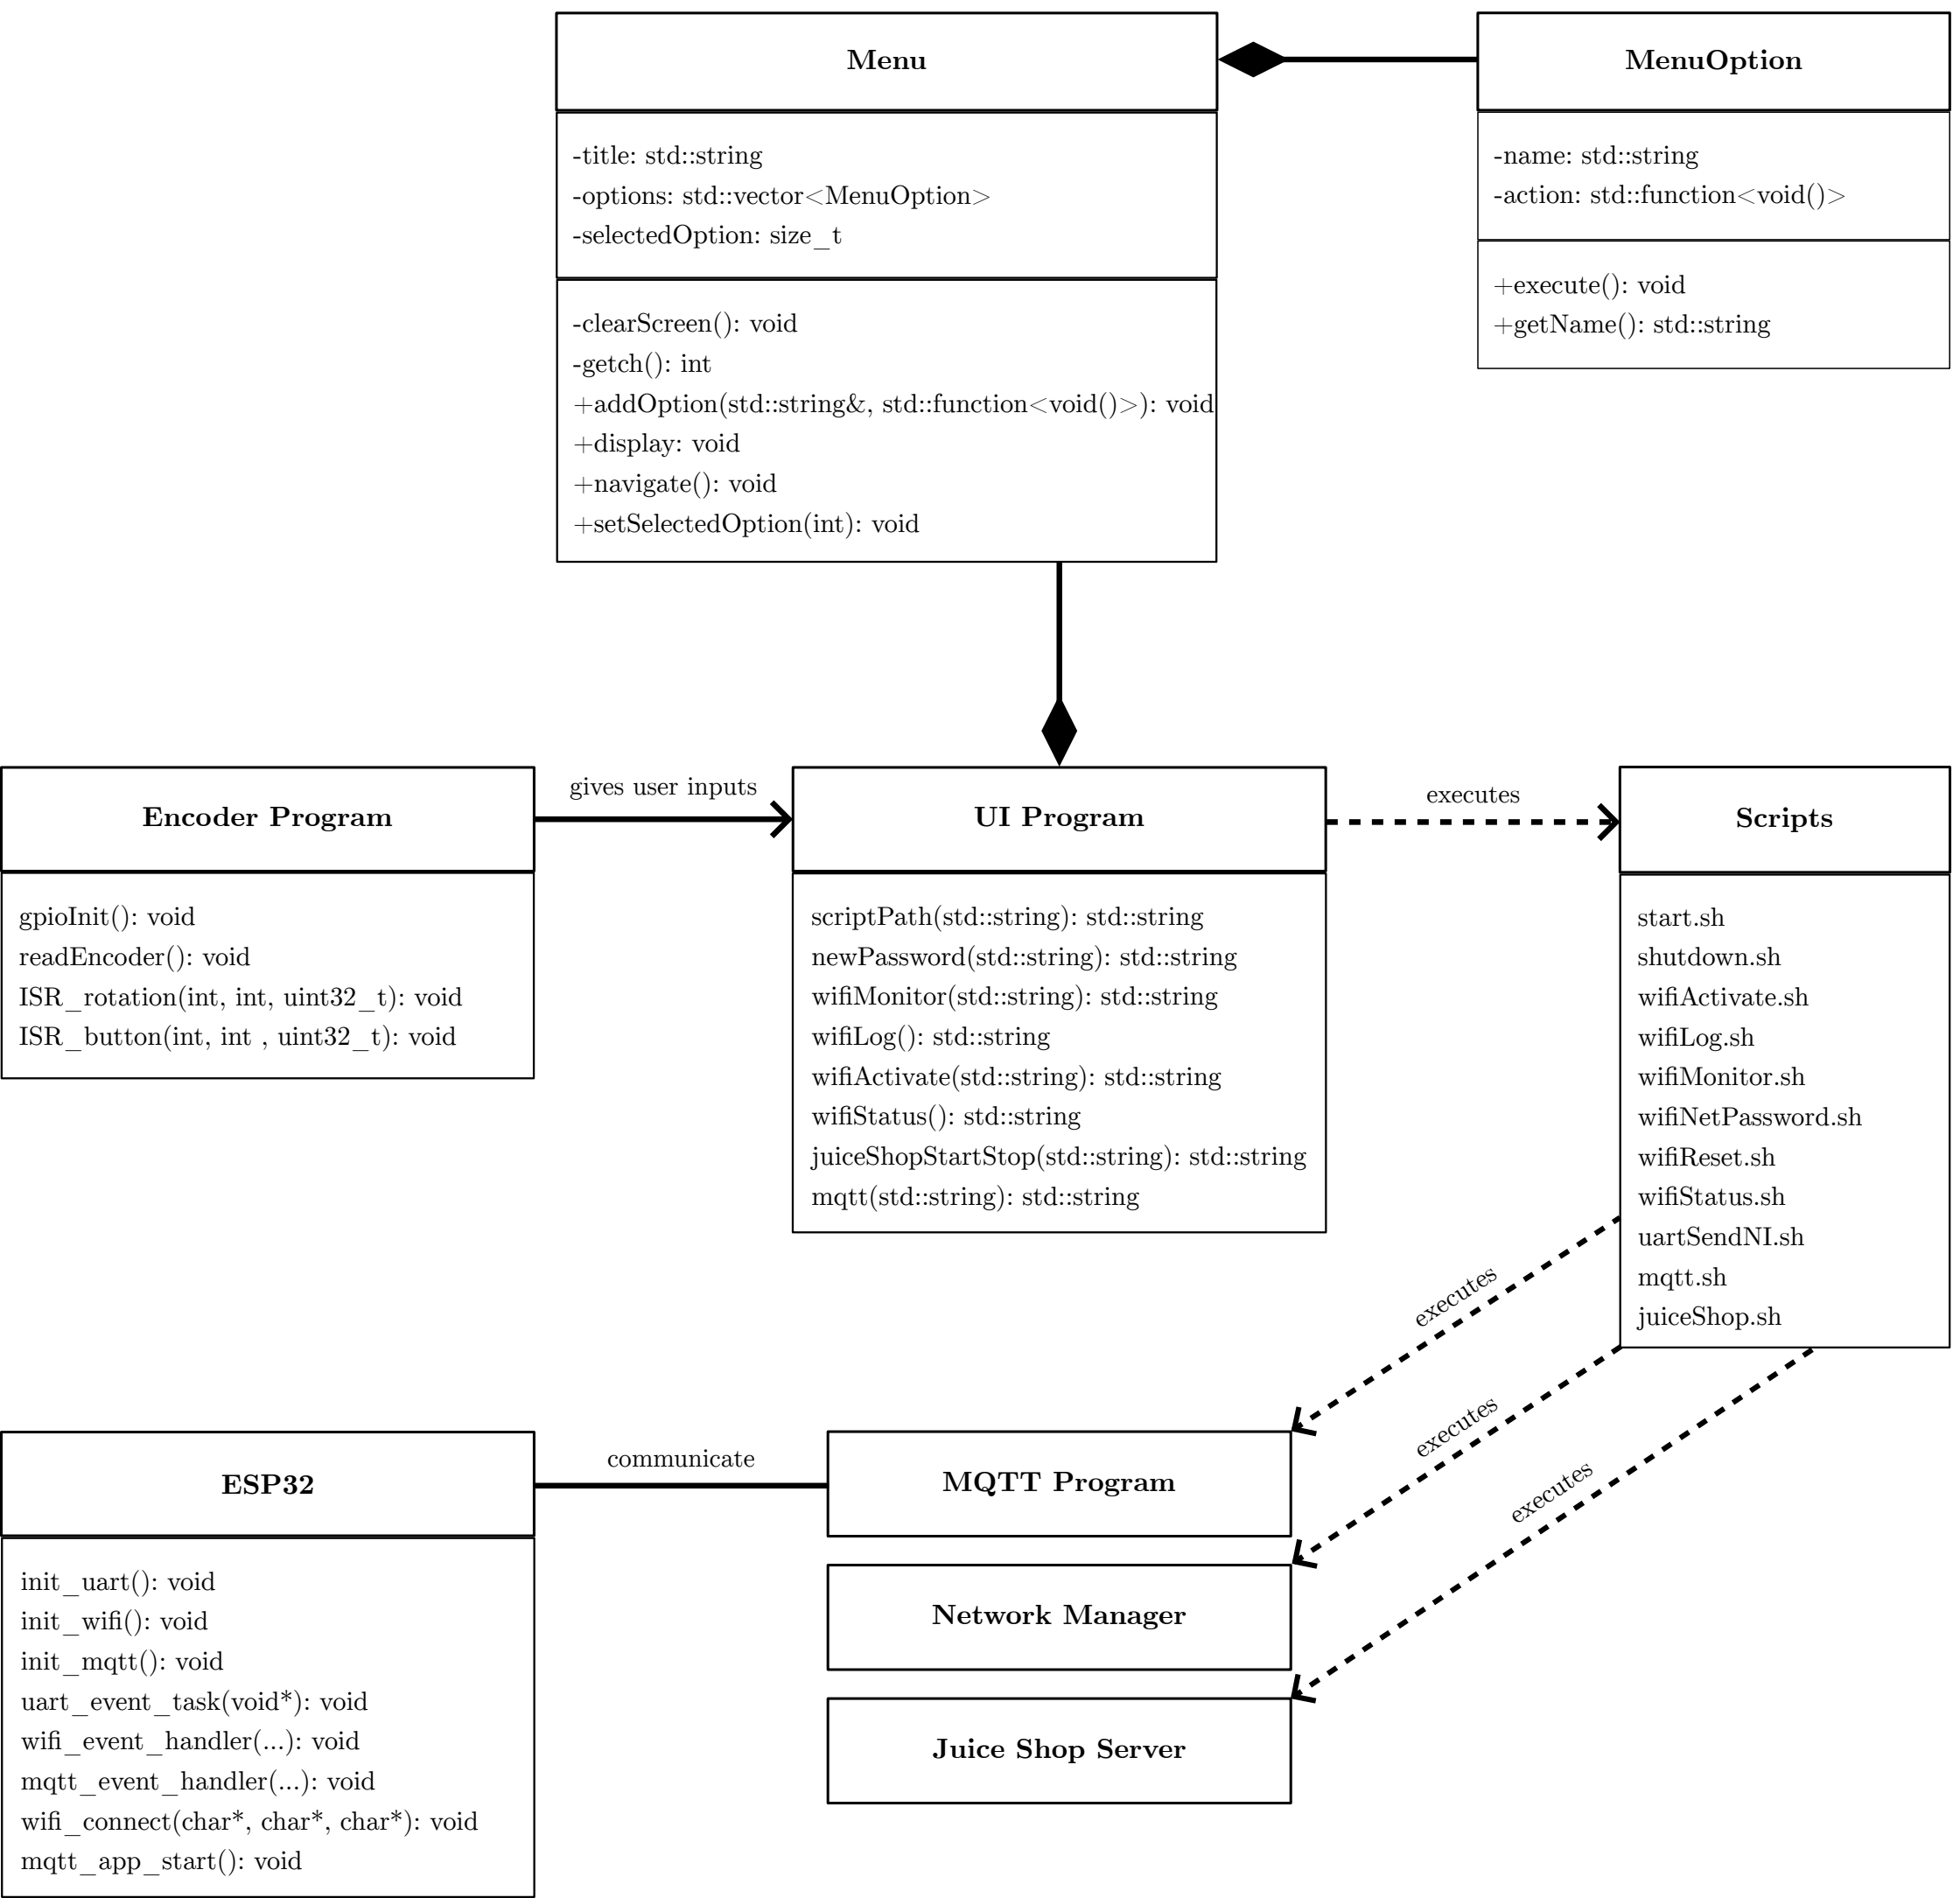 Menu
-title: std::string
-options: std::vector<MenuOption>
-selectedOption: size_t
-clearScreen(): void
-getch(): int
+addOption(std::string&, std::function<void()>): void
+display: void
+navigate(): void
+setSelectedOption(int): void
MenuOption
-name: std::string
-action: std::function<void()>
+execute(): void
+getName(): std::string
Encoder Program
gpioInit(): void
readEncoder(): void
ISR_rotation(int, int, uint32_t): void
ISR_button(int, int , uint32_t): void
gives user inputs
UI Program
scriptPath(std::string): std::string
newPassword(std::string): std::string
wifiMonitor(std::string): std::string
wifiLog(): std::string
wifiActivate(std::string): std::string
wifiStatus(): std::string
juiceShopStartStop(std::string): std::string
mqtt(std::string): std::string
executes
Scripts
start.sh
shutdown.sh
wifiActivate.sh
wifiLog.sh
wifiMonitor.sh
wifiNetPassword.sh
wifiReset.sh
wifiStatus.sh
uartSendNI.sh
mqtt.sh
juiceShop.sh
executes
executes
executes
ESP32
init_uart(): void
init_wifi(): void
init_mqtt(): void
uart_event_task(void*): void
wifi_event_handler(...): void
mqtt_event_handler(...): void
wifi_connect(char*, char*, char*): void
mqtt_app_start(): void
communicate
MQTT Program
Network Manager
Juice Shop Server